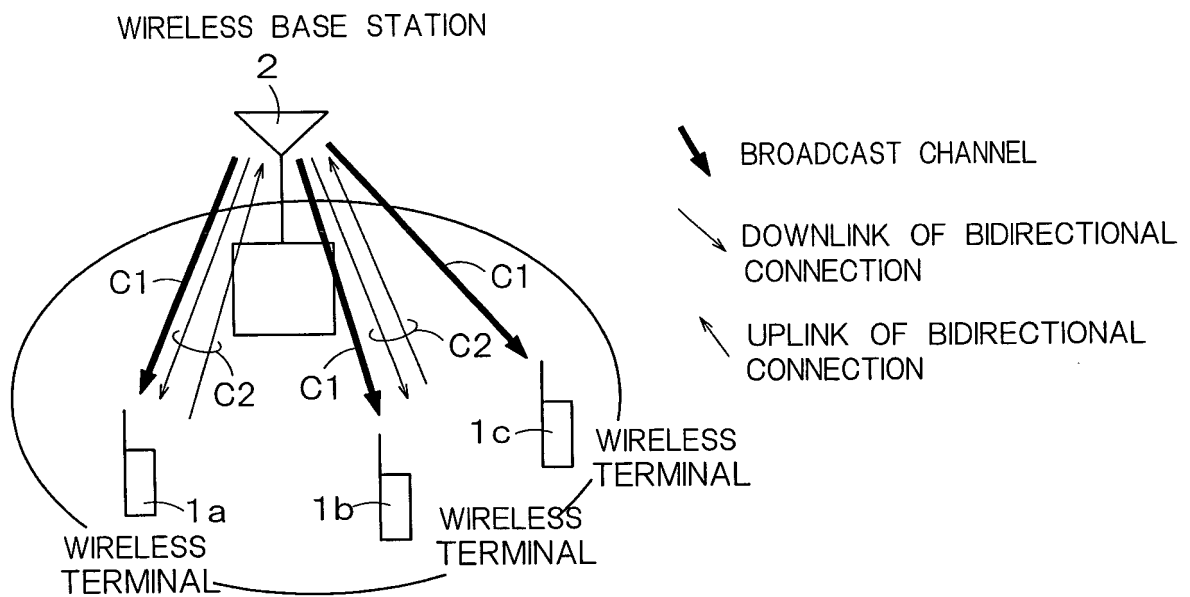 WIRELESS BASE STATION
2
BROADCAST CHANNEL
DOWNLINK OF BIDIRECTIONAL
CONNECTION
UPLINK OF BIDIRECTIONAL
CONNECTION
C1
C1
C2
C2
C1
1c
WIRELESS
TERMINAL
1a
1b
WIRELESS
TERMINAL
WIRELESS
TERMINAL